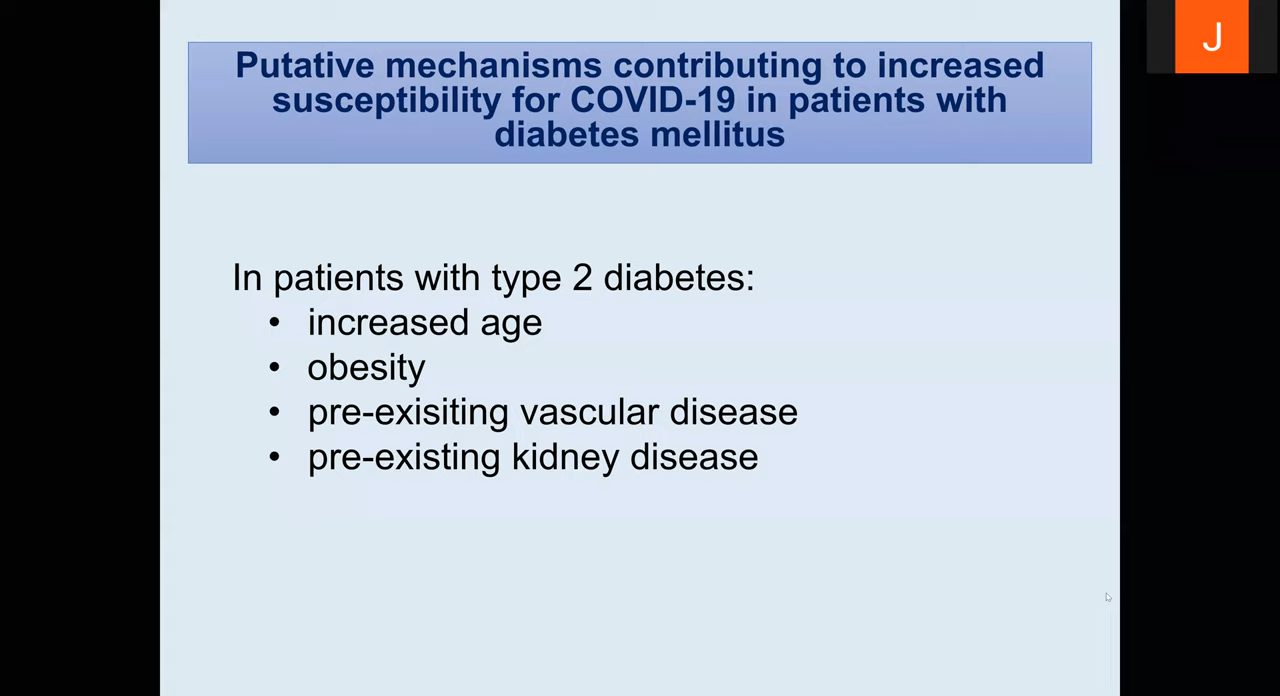 Putative mechanisms contributing to increased
susceptibility for COVID-19 in patients with
diabetes mellitus
J
In patients with type 2 diabetes:
• increased age
• obesity
• pre-exisiting vascular disease
• pre-existing kidney disease